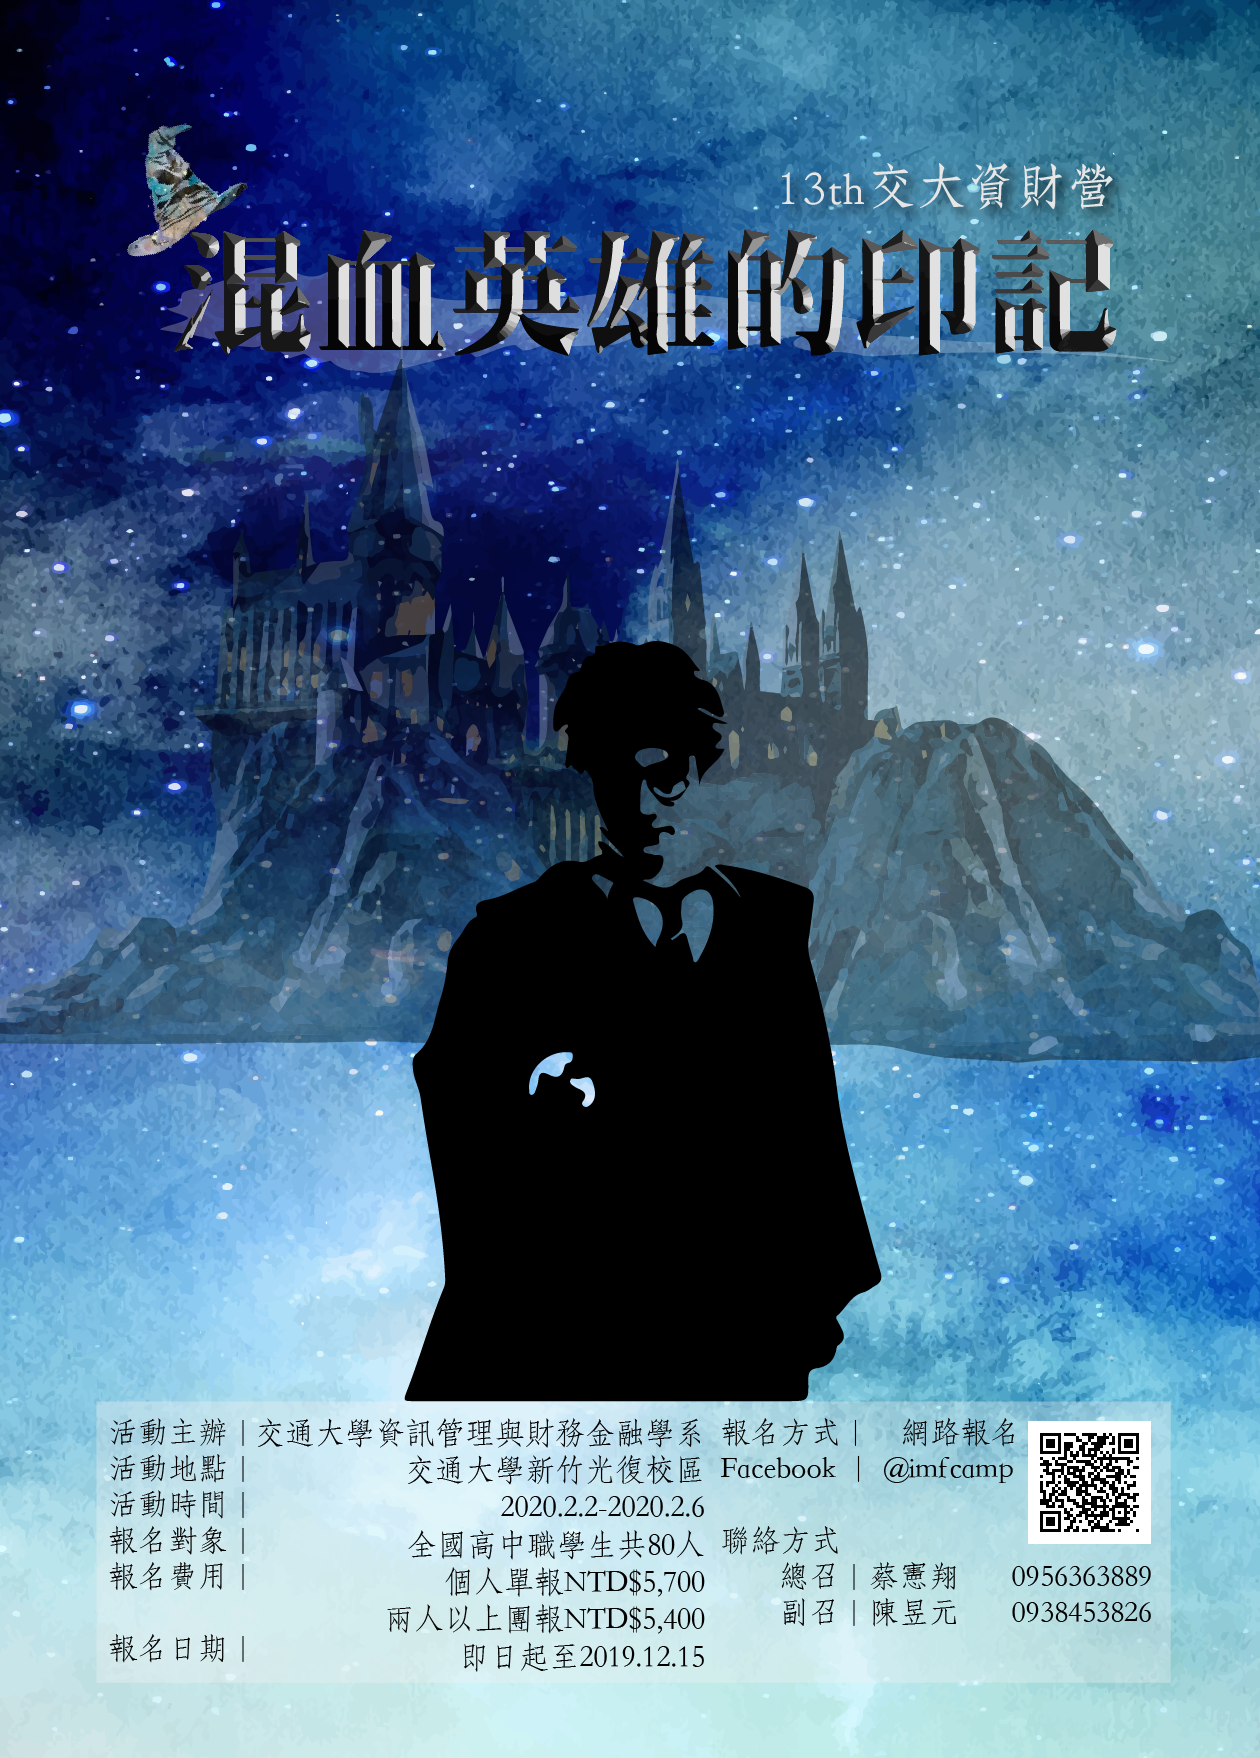 13th交大資財營
混血英雄的印記
活動主辦｜交通大學資訊管理與財務金融學系
活動地點｜交通大學新竹光復校區
活動時間｜2020.2.2-2020.2.6
報名對象｜全國高中職學生共80人
報名費用｜個人單報NTD$5,700
兩人以上團報NTD$5,400
報名日期｜即日起至2019.12.15
報名方式｜網路報名
Facebook｜@imfcamp
聯絡方式
總召｜蔡憲翔 0956363889
副召｜陳昱元 0938453826